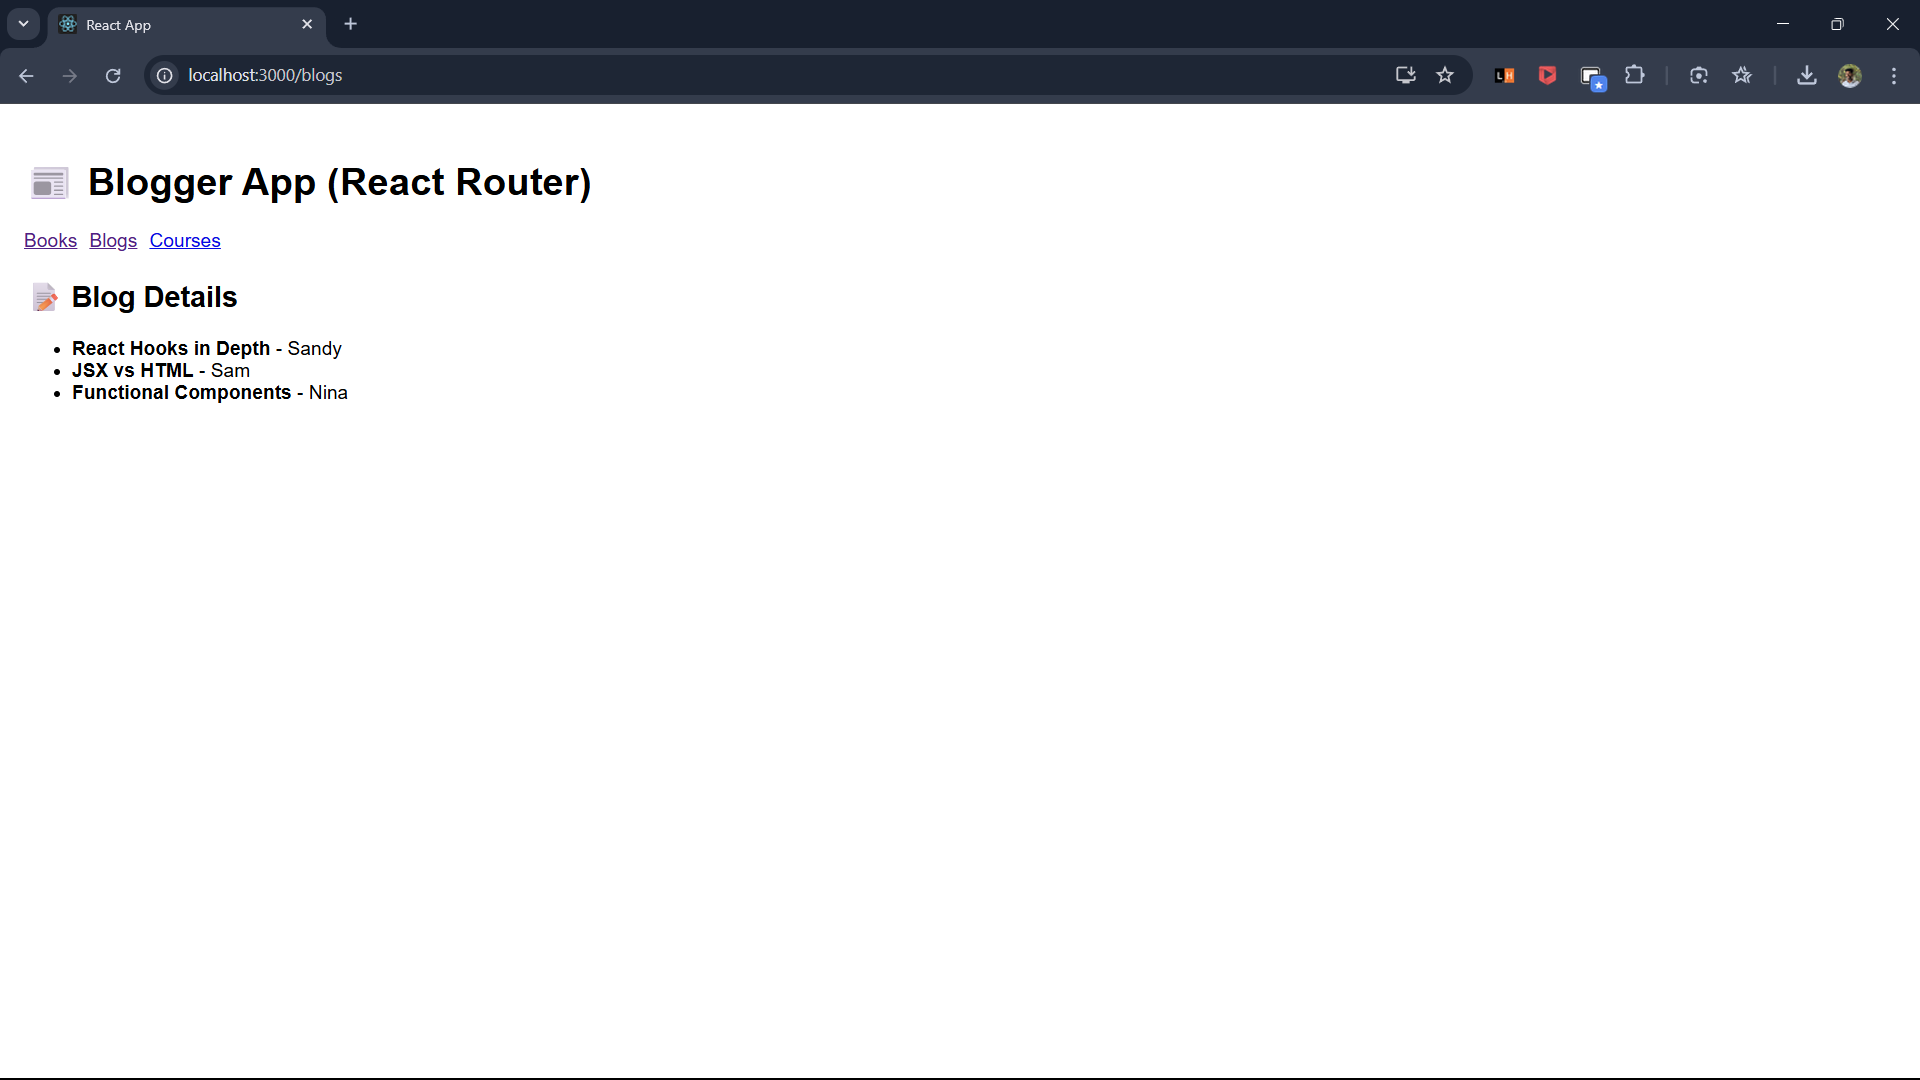 React App
localhost:3000/blogs
LH
Blogger App (React Router)
Books Blogs Courses
Blog Details
React Hooks in Depth - Sandy
JSX vs HTML - Sam
Functional Components - Nina